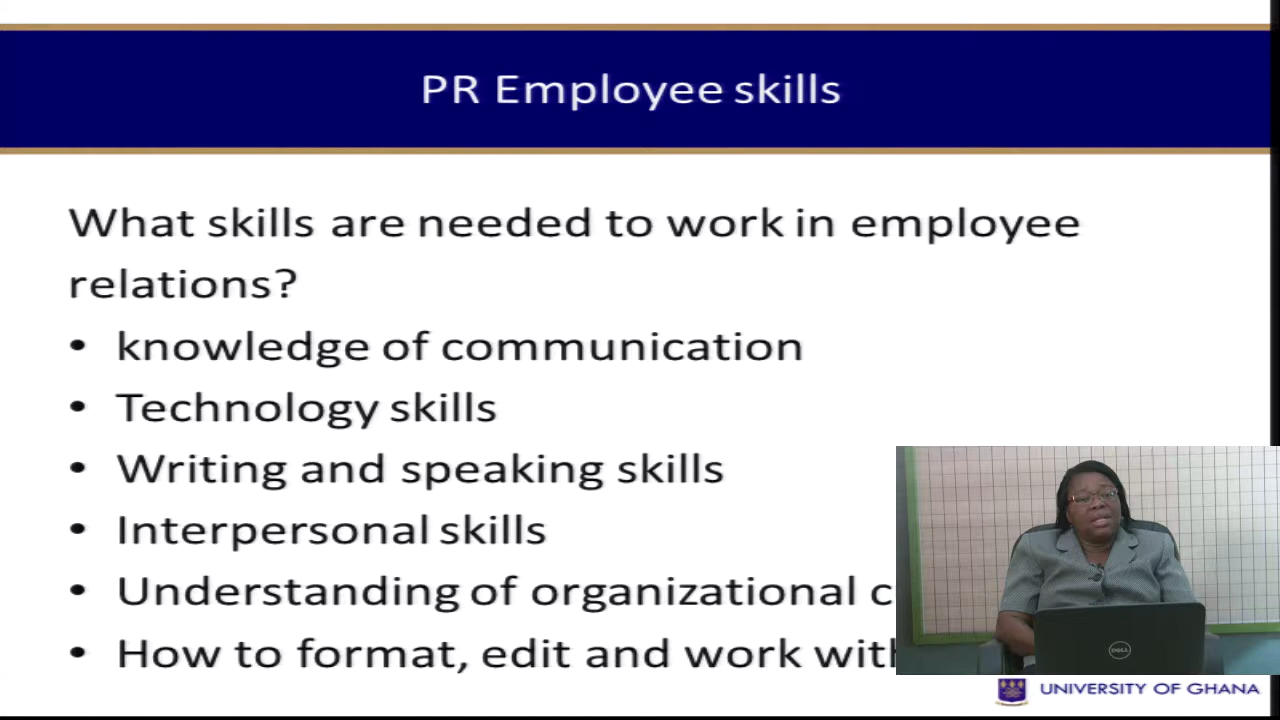 PR Employee skills
What skills are needed to work in employee
relations?
• knowledge of communication
• Technology skills
• Writing and speaking skills
• Interpersonal skills
• Understanding of organizational
• How to format, edit and work with
DELL
UNIVERSITY OF GHANA